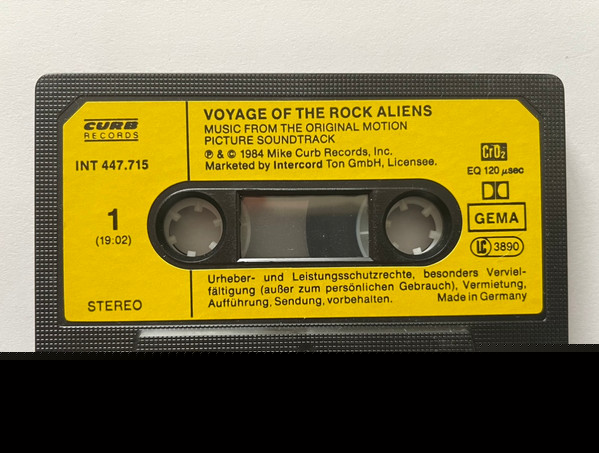 CURB
RECORDS
INT 447.715
1
(19:02)
STEREO
VOYAGE OF THE ROCK ALIENS
MUSIC FROM THE ORIGINAL MOTION
PICTURE SOUNDTRACK
℗ & © 1984 Mike Curb Records, Inc.
Marketed by Intercord Ton GmbH, Licensee.
CrO₂
EQ 120 µsec
GEMA
LC 3890
Urheber- und Leistungsschutzrechte, besonders Verviel-
fältigung (außer zum persönlichen Gebrauch), Vermietung,
Aufführung, Sendung, vorbehalten. Made in Germany